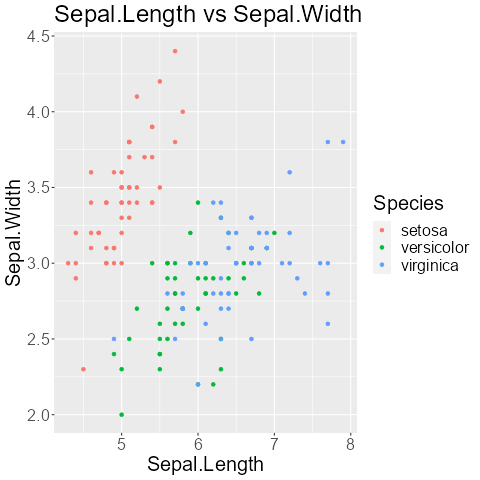 Sepal.Length vs Sepal.Width
4.5
4.0
3.5
3.0
2.5
2.0
Sepal.Width
5 6 7 8
Sepal.Length
Species
setosa
versicolor
virginica